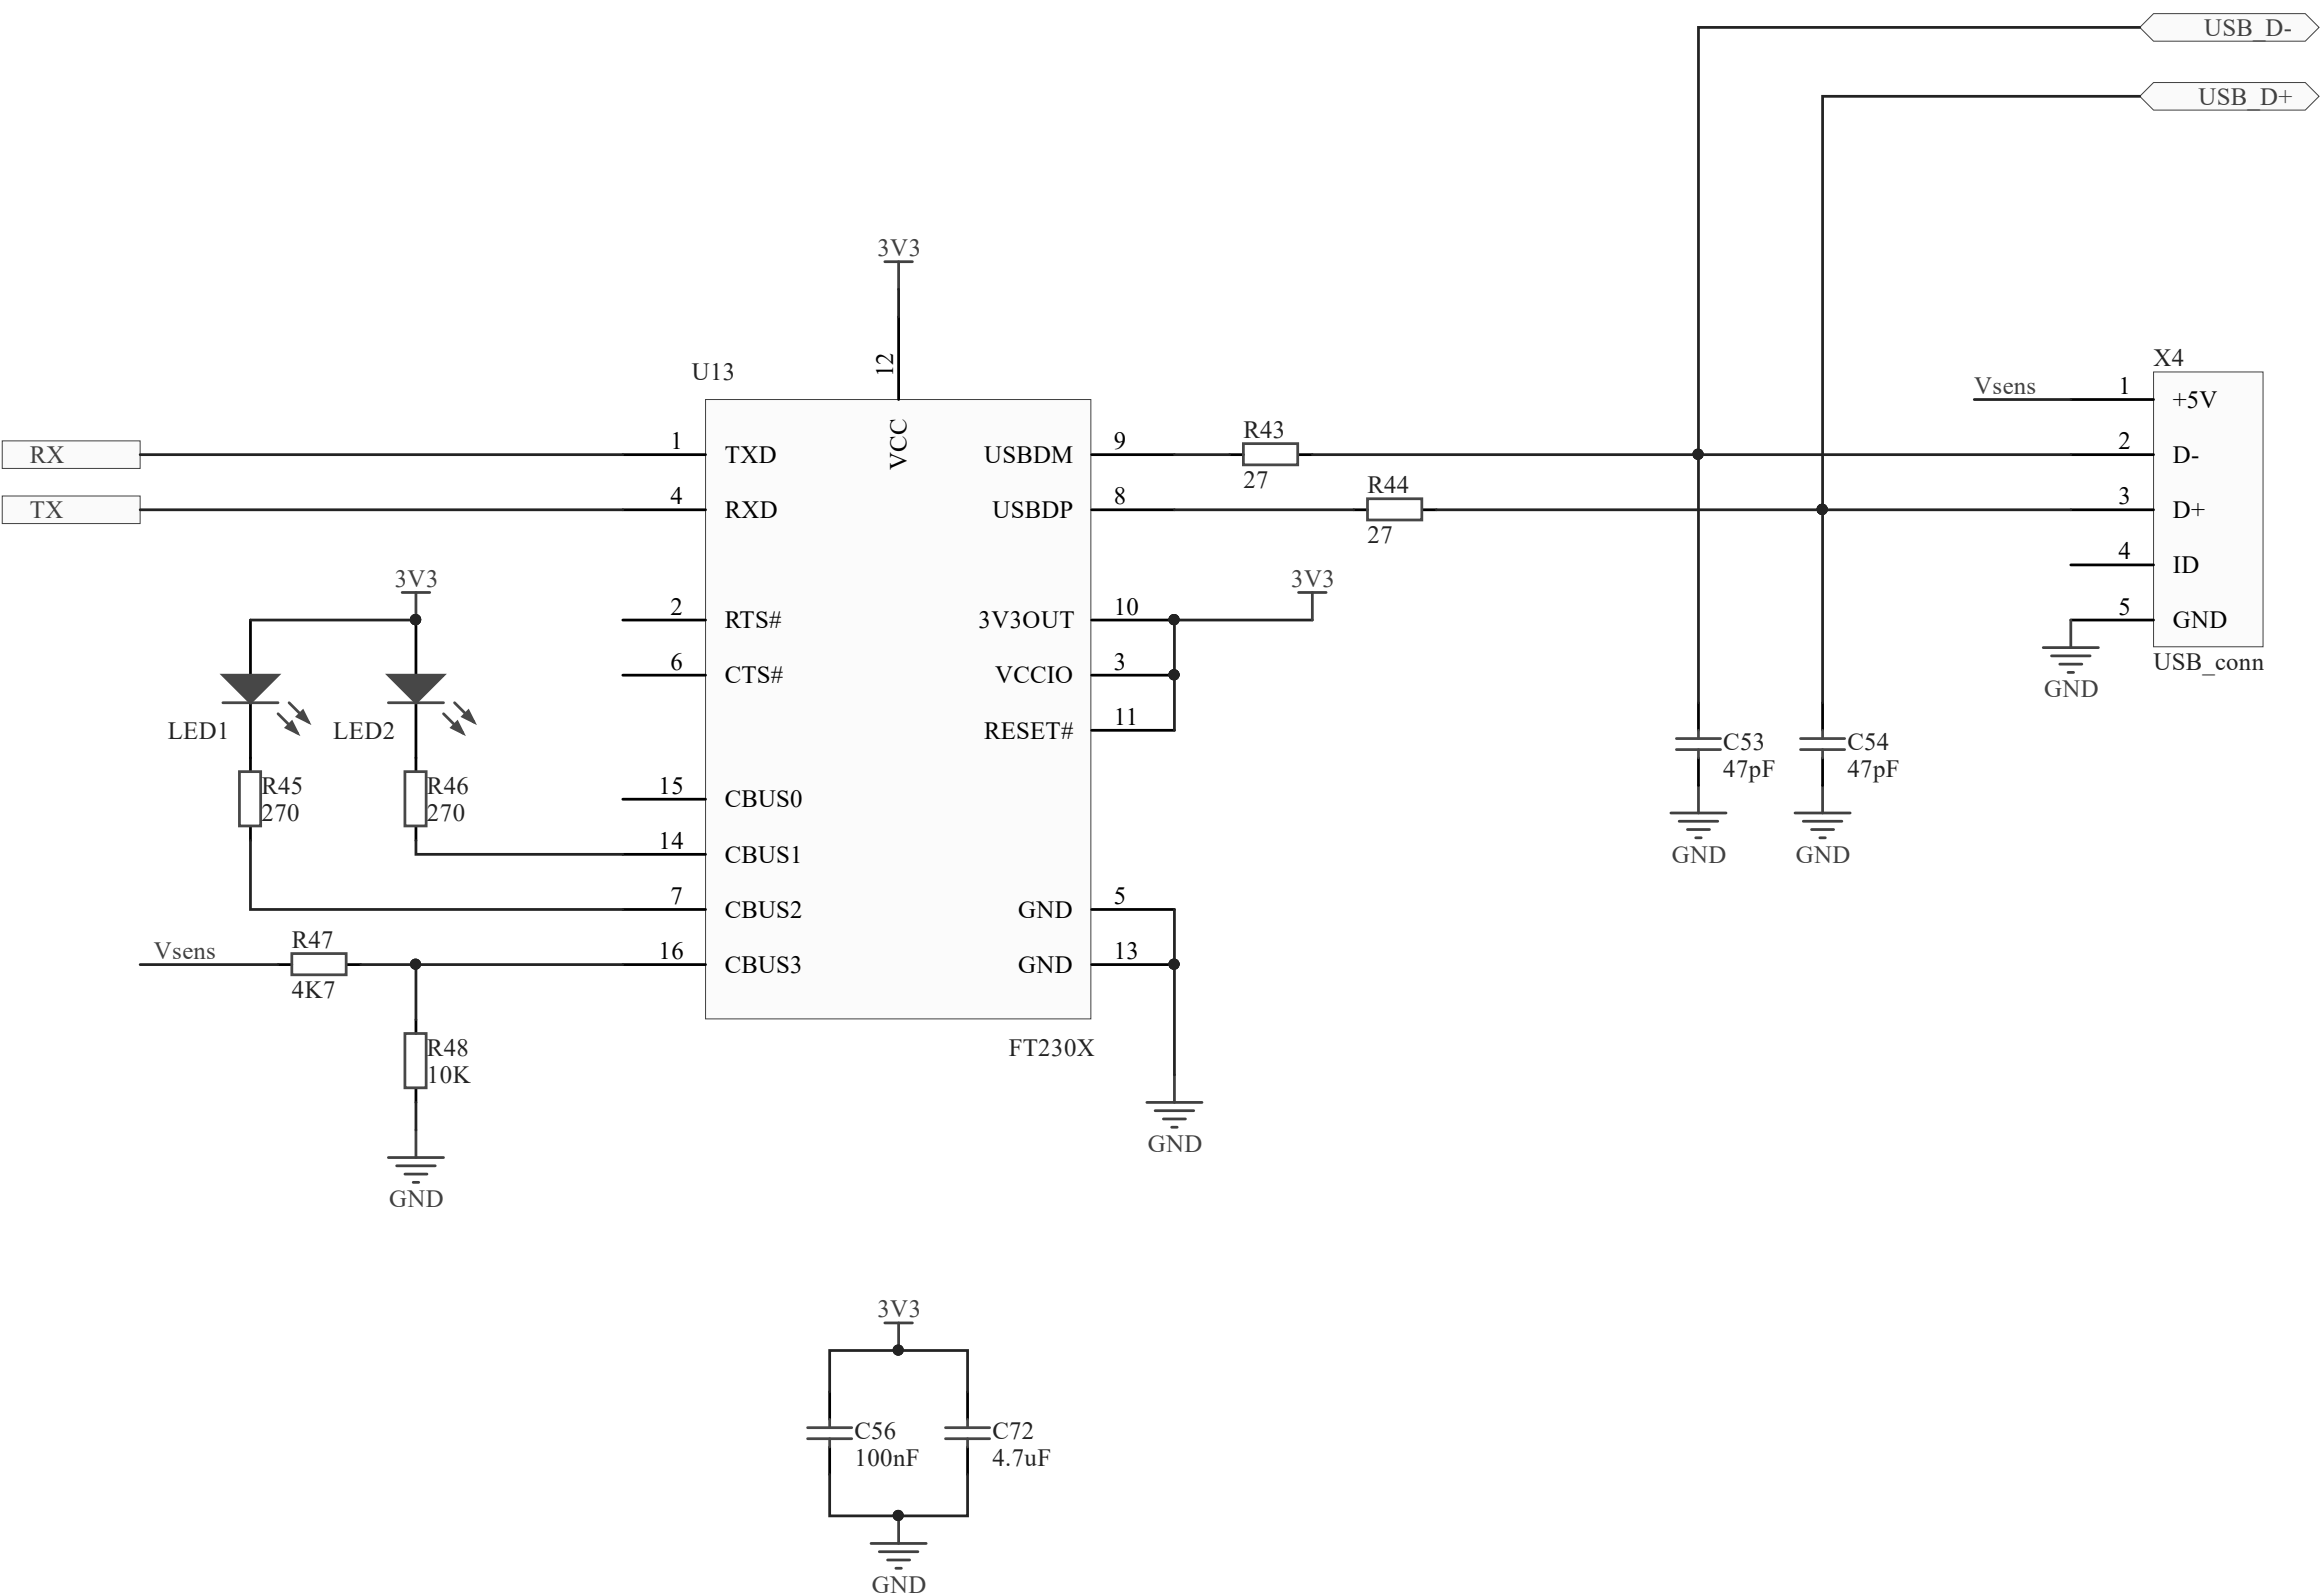 USB_D-
USB_D+
3V3
12
VCC
U13
X4
Vsens
1
+5V
RX
1
TXD
USBDM
9
R43
27
2
D-
TX
4
RXD
USBDP
8
R44
27
3
D+
4
ID
3V3
2
RTS#
3V3OUT
10
3V3
5
GND
6
CTS#
VCCIO
3
USB_conn
GND
LED1
LED2
RESET#
11
C53
47pF
C54
47pF
R45
270
R46
270
15
CBUS0
14
CBUS1
GND
GND
7
CBUS2
GND
5
Vsens
R47
4K7
16
CBUS3
GND
13
R48
10K
FT230X
GND
GND
3V3
C56
100nF
C72
4.7uF
GND